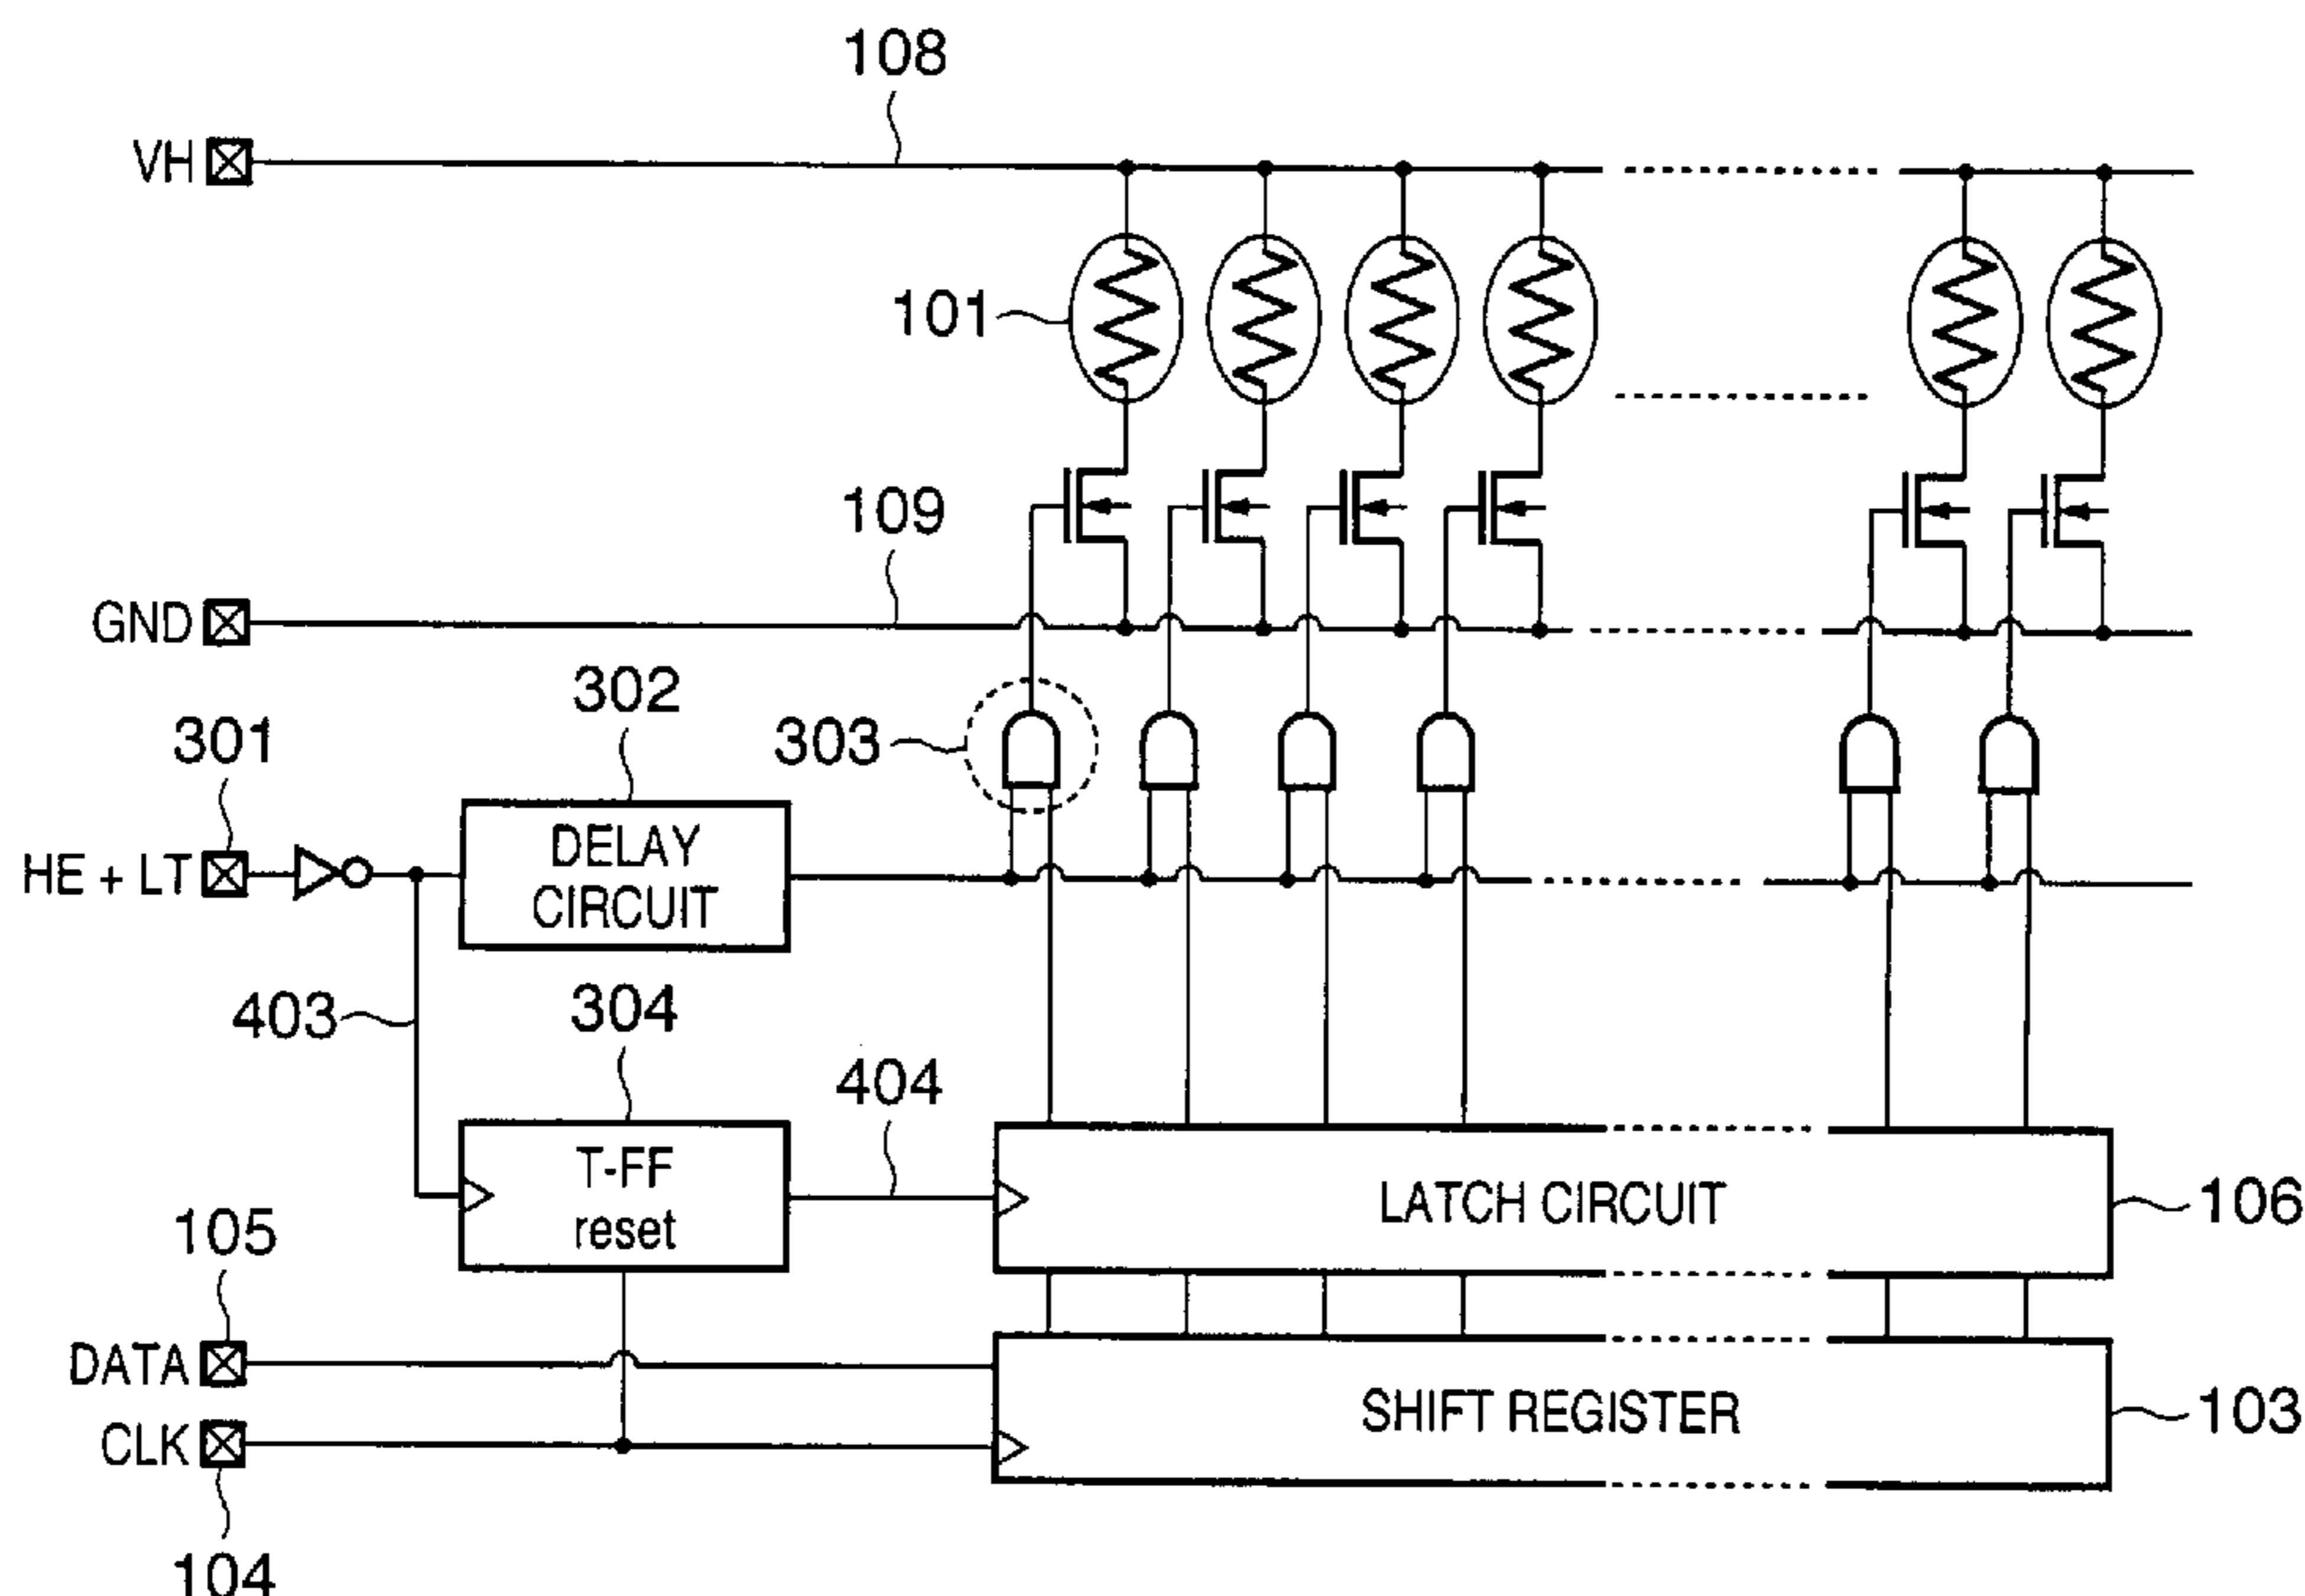 108
VH
101
109
GND
302
301
303
HE + LT
DELAY
CIRCUIT
403
304
404
T-FF
reset
LATCH CIRCUIT
106
105
DATA
SHIFT REGISTER
103
CLK
104